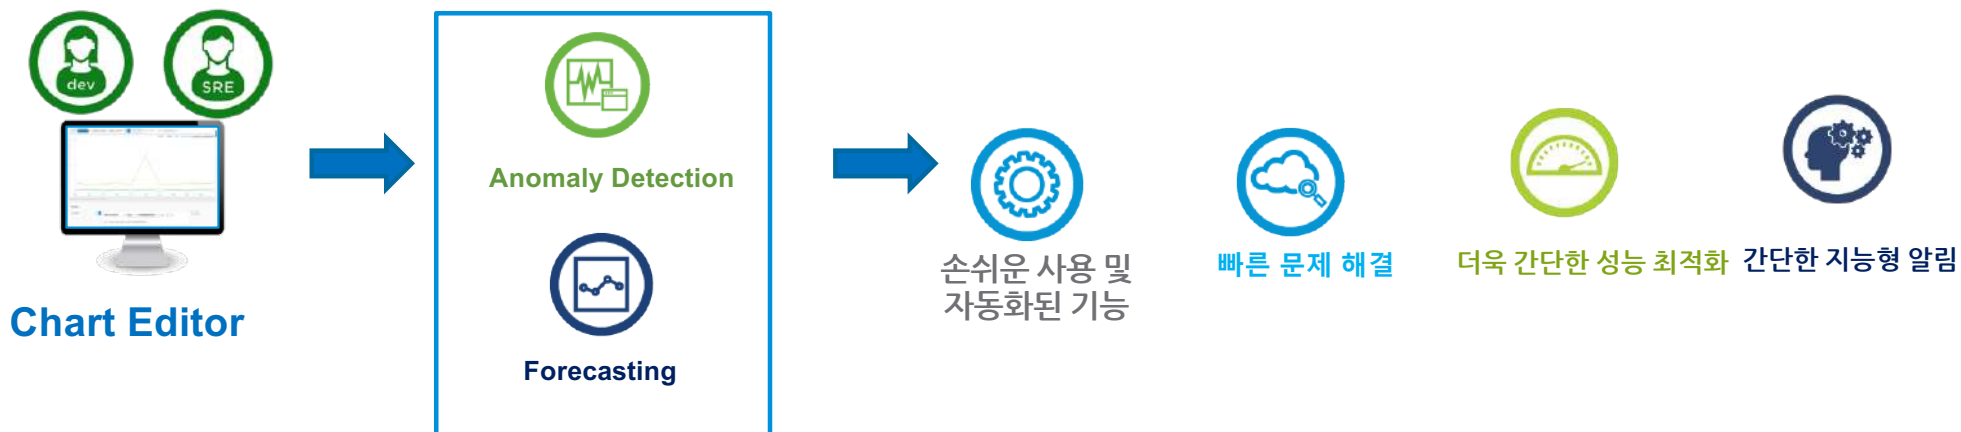 dev
SRE
Chart Editor
Anomaly Detection
Forecasting
손쉬운 사용 및
자동화된 기능
빠른 문제 해결
더욱 간단한 성능 최적화
간단한 지능형 알림